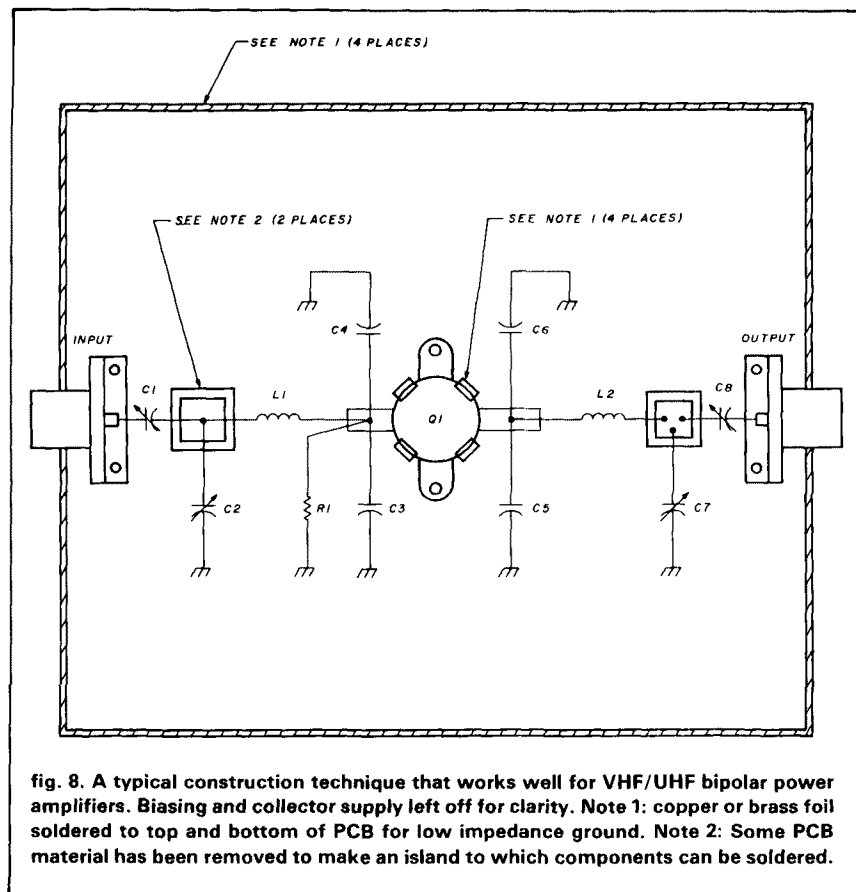 SEE NOTE 1 (4 PLACES)
SEE NOTE 2 (2 PLACES)
SEE NOTE 1 (4 PLACES)
C4
C6
INPUT
OUTPUT
C1
L1
Q1
L2
C8
C2
R1
C3
C5
C7
fig. 8. A typical construction technique that works well for VHF/UHF bipolar power
amplifiers. Biasing and collector supply left off for clarity. Note 1: copper or brass foil
soldered to top and bottom of PCB for low impedance ground. Note 2: Some PCB
material has been removed to make an island to which components can be soldered.